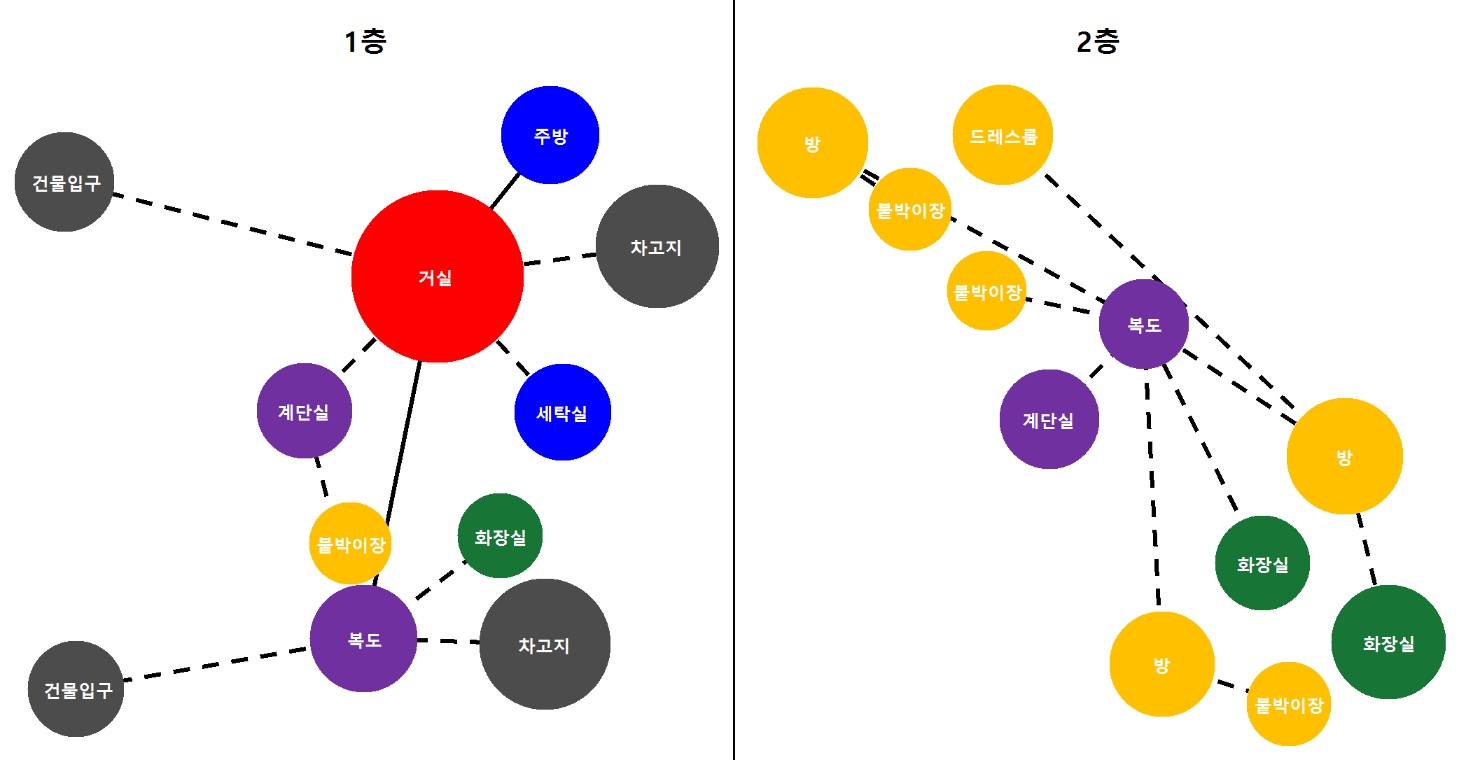 1층
주방
건물입구
차고지
거실
계단실
세탁실
화장실
붙박이장
복도
차고지
건물입구
2층
방
드레스룸
붙박이장
붙박이장
복도
계단실
방
화장실
화장실
방
붙박이장